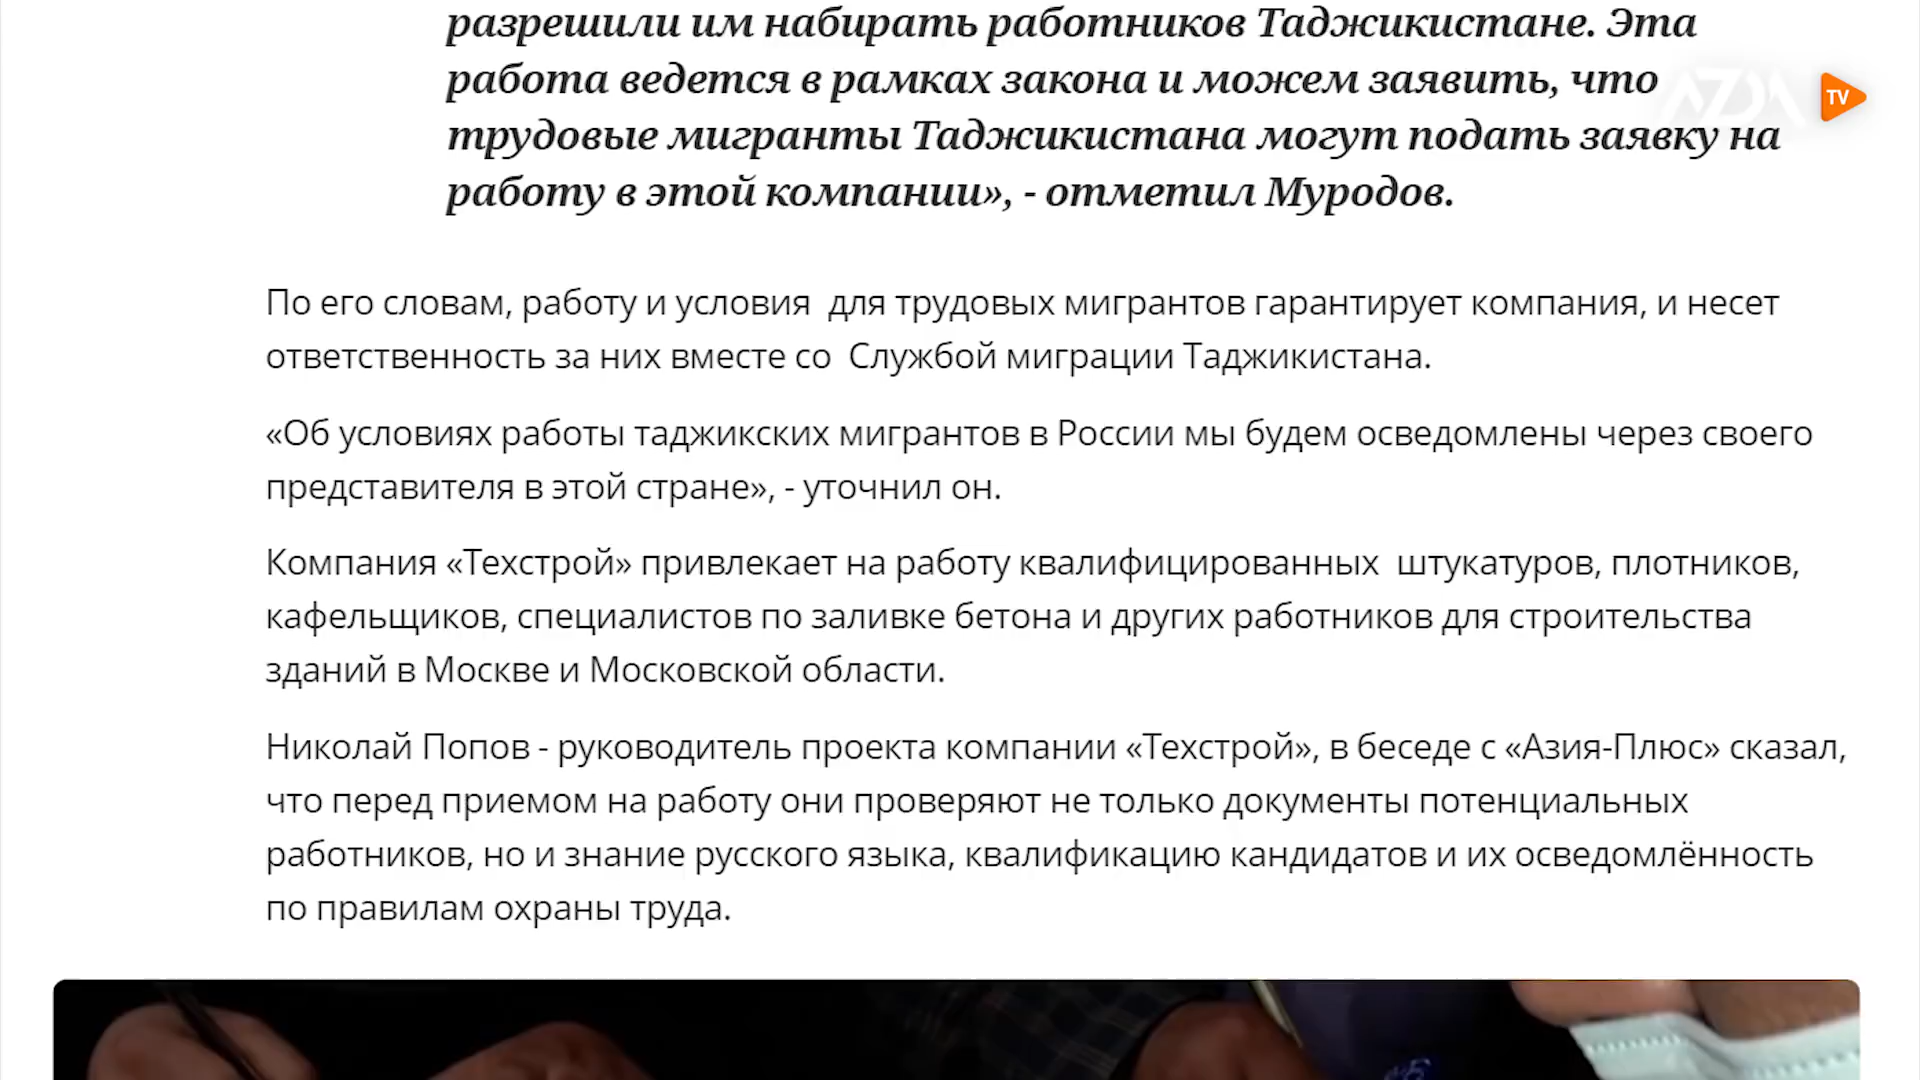 разрешили им набирать работников Таджикистане. Эта
работа ведется в рамках закона и можем заявить, что
AZDA TV
трудовые мигранты Таджикистана могут подать заявку на
работу в этой компании», - отметил Муродов.
По его словам, работу и условия для трудовых мигрантов гарантирует компания, и несет
ответственность за них вместе со Службой миграции Таджикистана.
«Об условиях работы таджикских мигрантов в России мы будем осведомлены через своего
представителя в этой стране», - уточнил он.
Компания «Техстрой» привлекает на работу квалифицированных штукатуров, плотников,
кафельщиков, специалистов по заливке бетона и других работников для строительства
зданий в Москве и Московской области.
Николай Попов - руководитель проекта компании «Техстрой», в беседе с «Азия-Плюс» сказал,
что перед приемом на работу они проверяют не только документы потенциальных
работников, но и знание русского языка, квалификацию кандидатов и их осведомлённость
по правилам охраны труда.